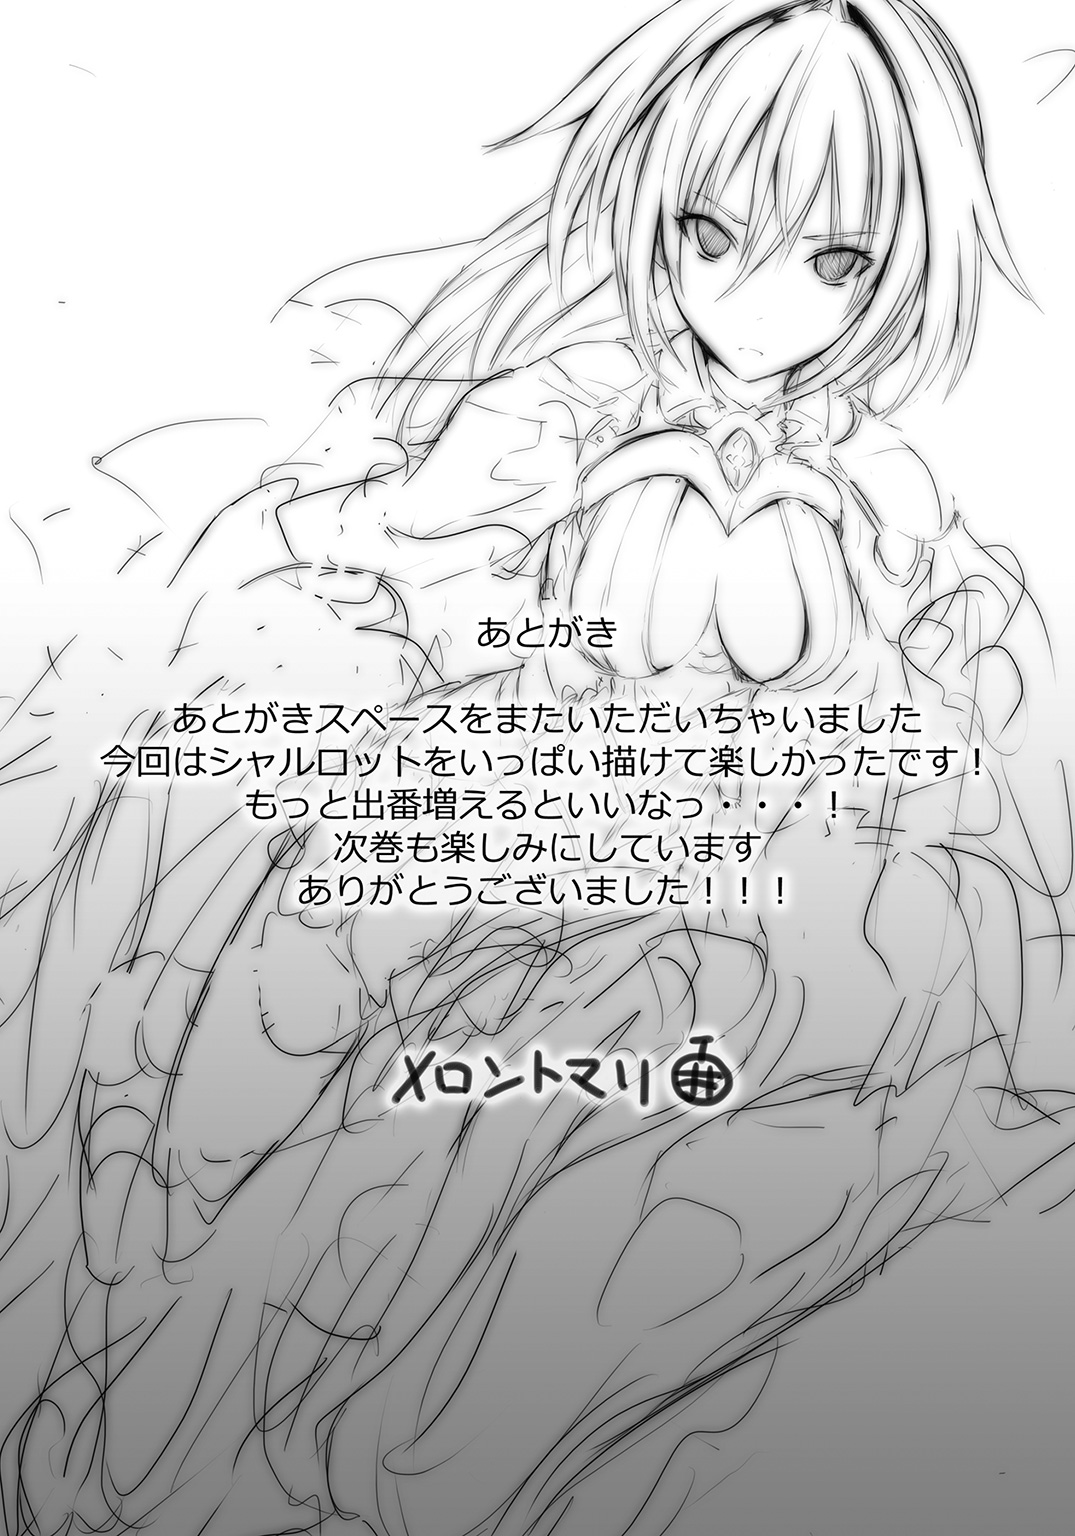 あとがき
あとがきスペースをまたいただいちゃいました
今回はシャルロットをいっぱい描けて楽しかったです！
もっと出番増えるといいなっ・・・！
次巻も楽しみにしています
ありがとうございました！！！
メロントマリ